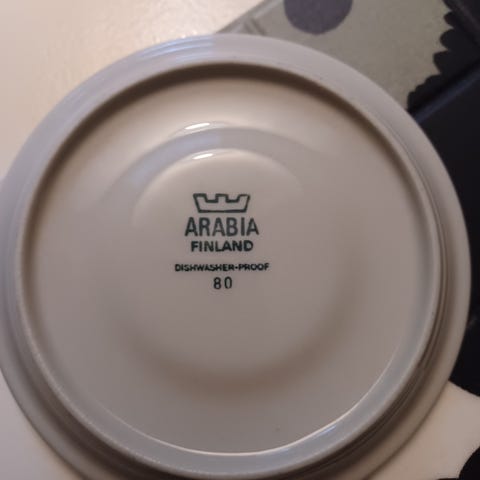 ARABIA
FINLAND
DISHWASHER-PROOF
80